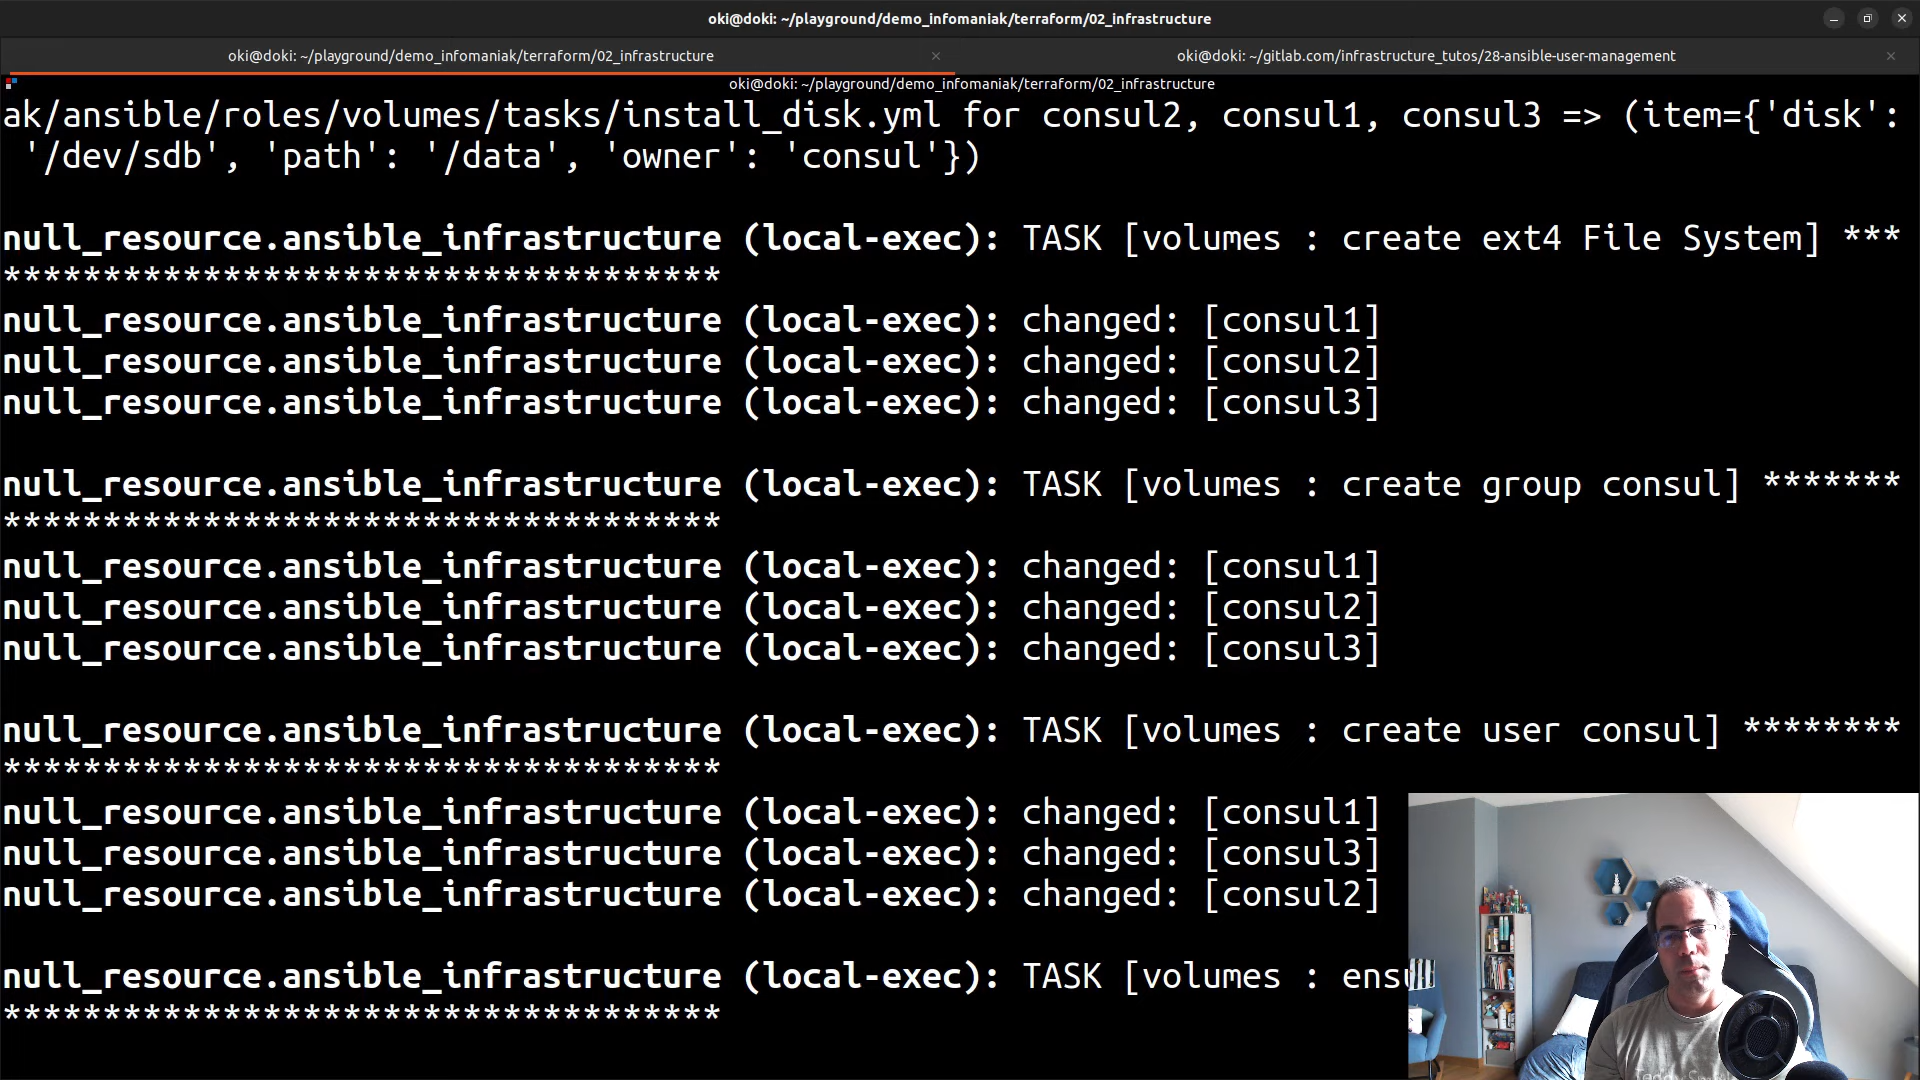 oki@doki: ~/playground/demo_infomaniak/terraform/02_infrastructure
oki@doki: ~/playground/demo_infomaniak/terraform/02_infrastructure
oki@doki: ~/gitlab.com/infrastructure_tutos/28-ansible-user-management
oki@doki: ~/playground/demo_infomaniak/terraform/02_infrastructure
ak/ansible/roles/volumes/tasks/install_disk.yml for consul2, consul1, consul3 => (item={'disk':
'/dev/sdb', 'path': '/data', 'owner': 'consul'})
null_resource.ansible_infrastructure (local-exec): TASK [volumes : create ext4 File System] ***
************************************
null_resource.ansible_infrastructure (local-exec): changed: [consul1]
null_resource.ansible_infrastructure (local-exec): changed: [consul2]
null_resource.ansible_infrastructure (local-exec): changed: [consul3]
null_resource.ansible_infrastructure (local-exec): TASK [volumes : create group consul] *******
************************************
null_resource.ansible_infrastructure (local-exec): changed: [consul1]
null_resource.ansible_infrastructure (local-exec): changed: [consul2]
null_resource.ansible_infrastructure (local-exec): changed: [consul3]
null_resource.ansible_infrastructure (local-exec): TASK [volumes : create user consul] ********
************************************
null_resource.ansible_infrastructure (local-exec): changed: [consul1]
null_resource.ansible_infrastructure (local-exec): changed: [consul3]
null_resource.ansible_infrastructure (local-exec): changed: [consul2]
null_resource.ansible_infrastructure (local-exec): TASK [volumes :
************************************